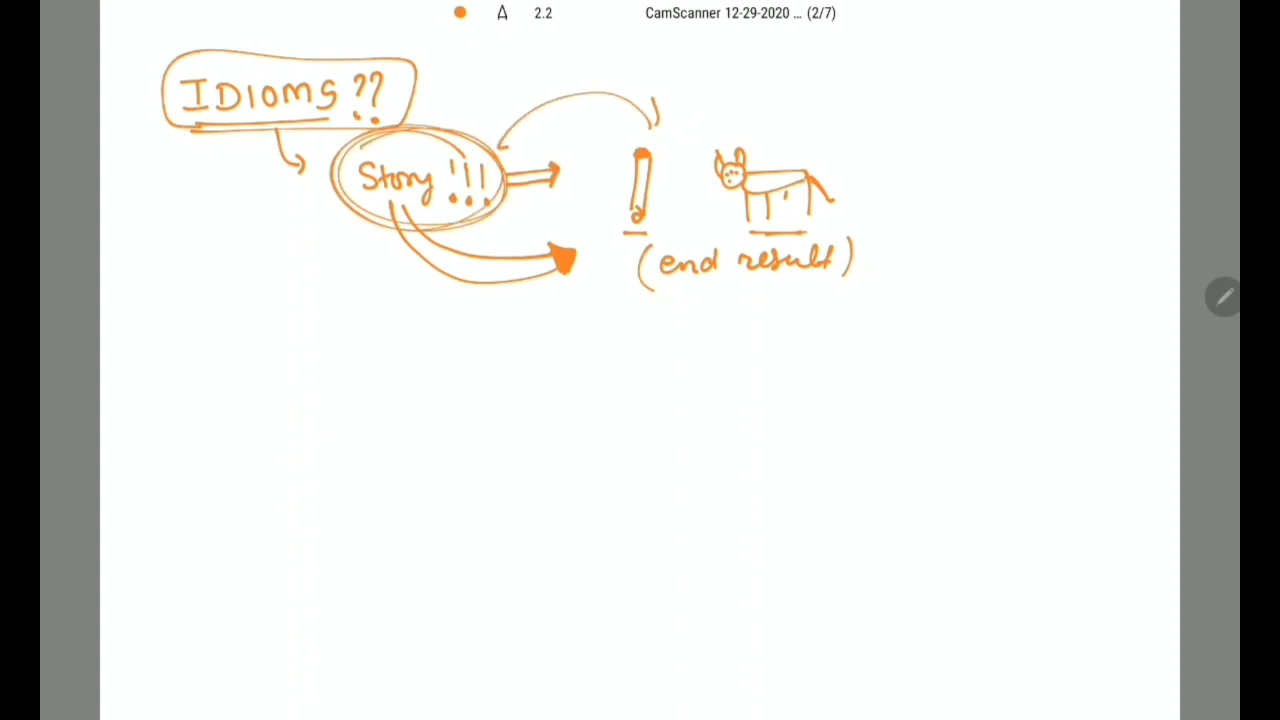 A 2.2 CamScanner 12-29-2020 ... (2/7)
IDIOMS ??
Story !!!
(end result)